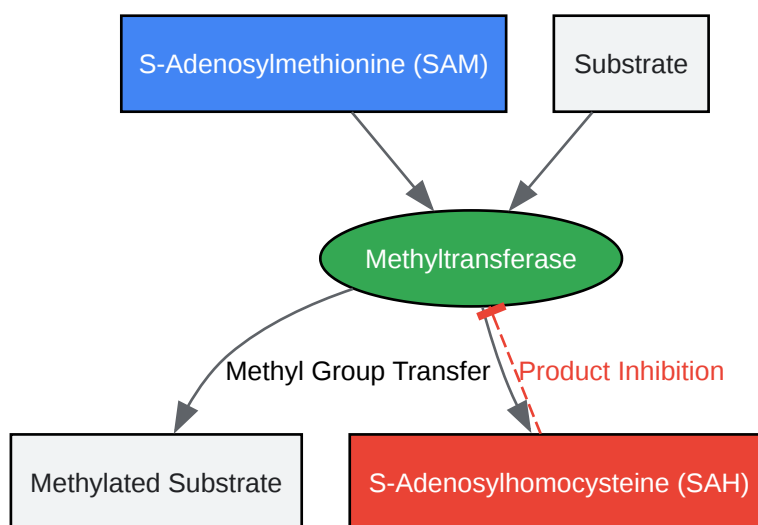 S-Adenosylmethionine (SAM)
Substrate
Methyltransferase
Methyl Group Transfer
Product Inhibition
Methylated Substrate
S-Adenosylhomocysteine (SAH)